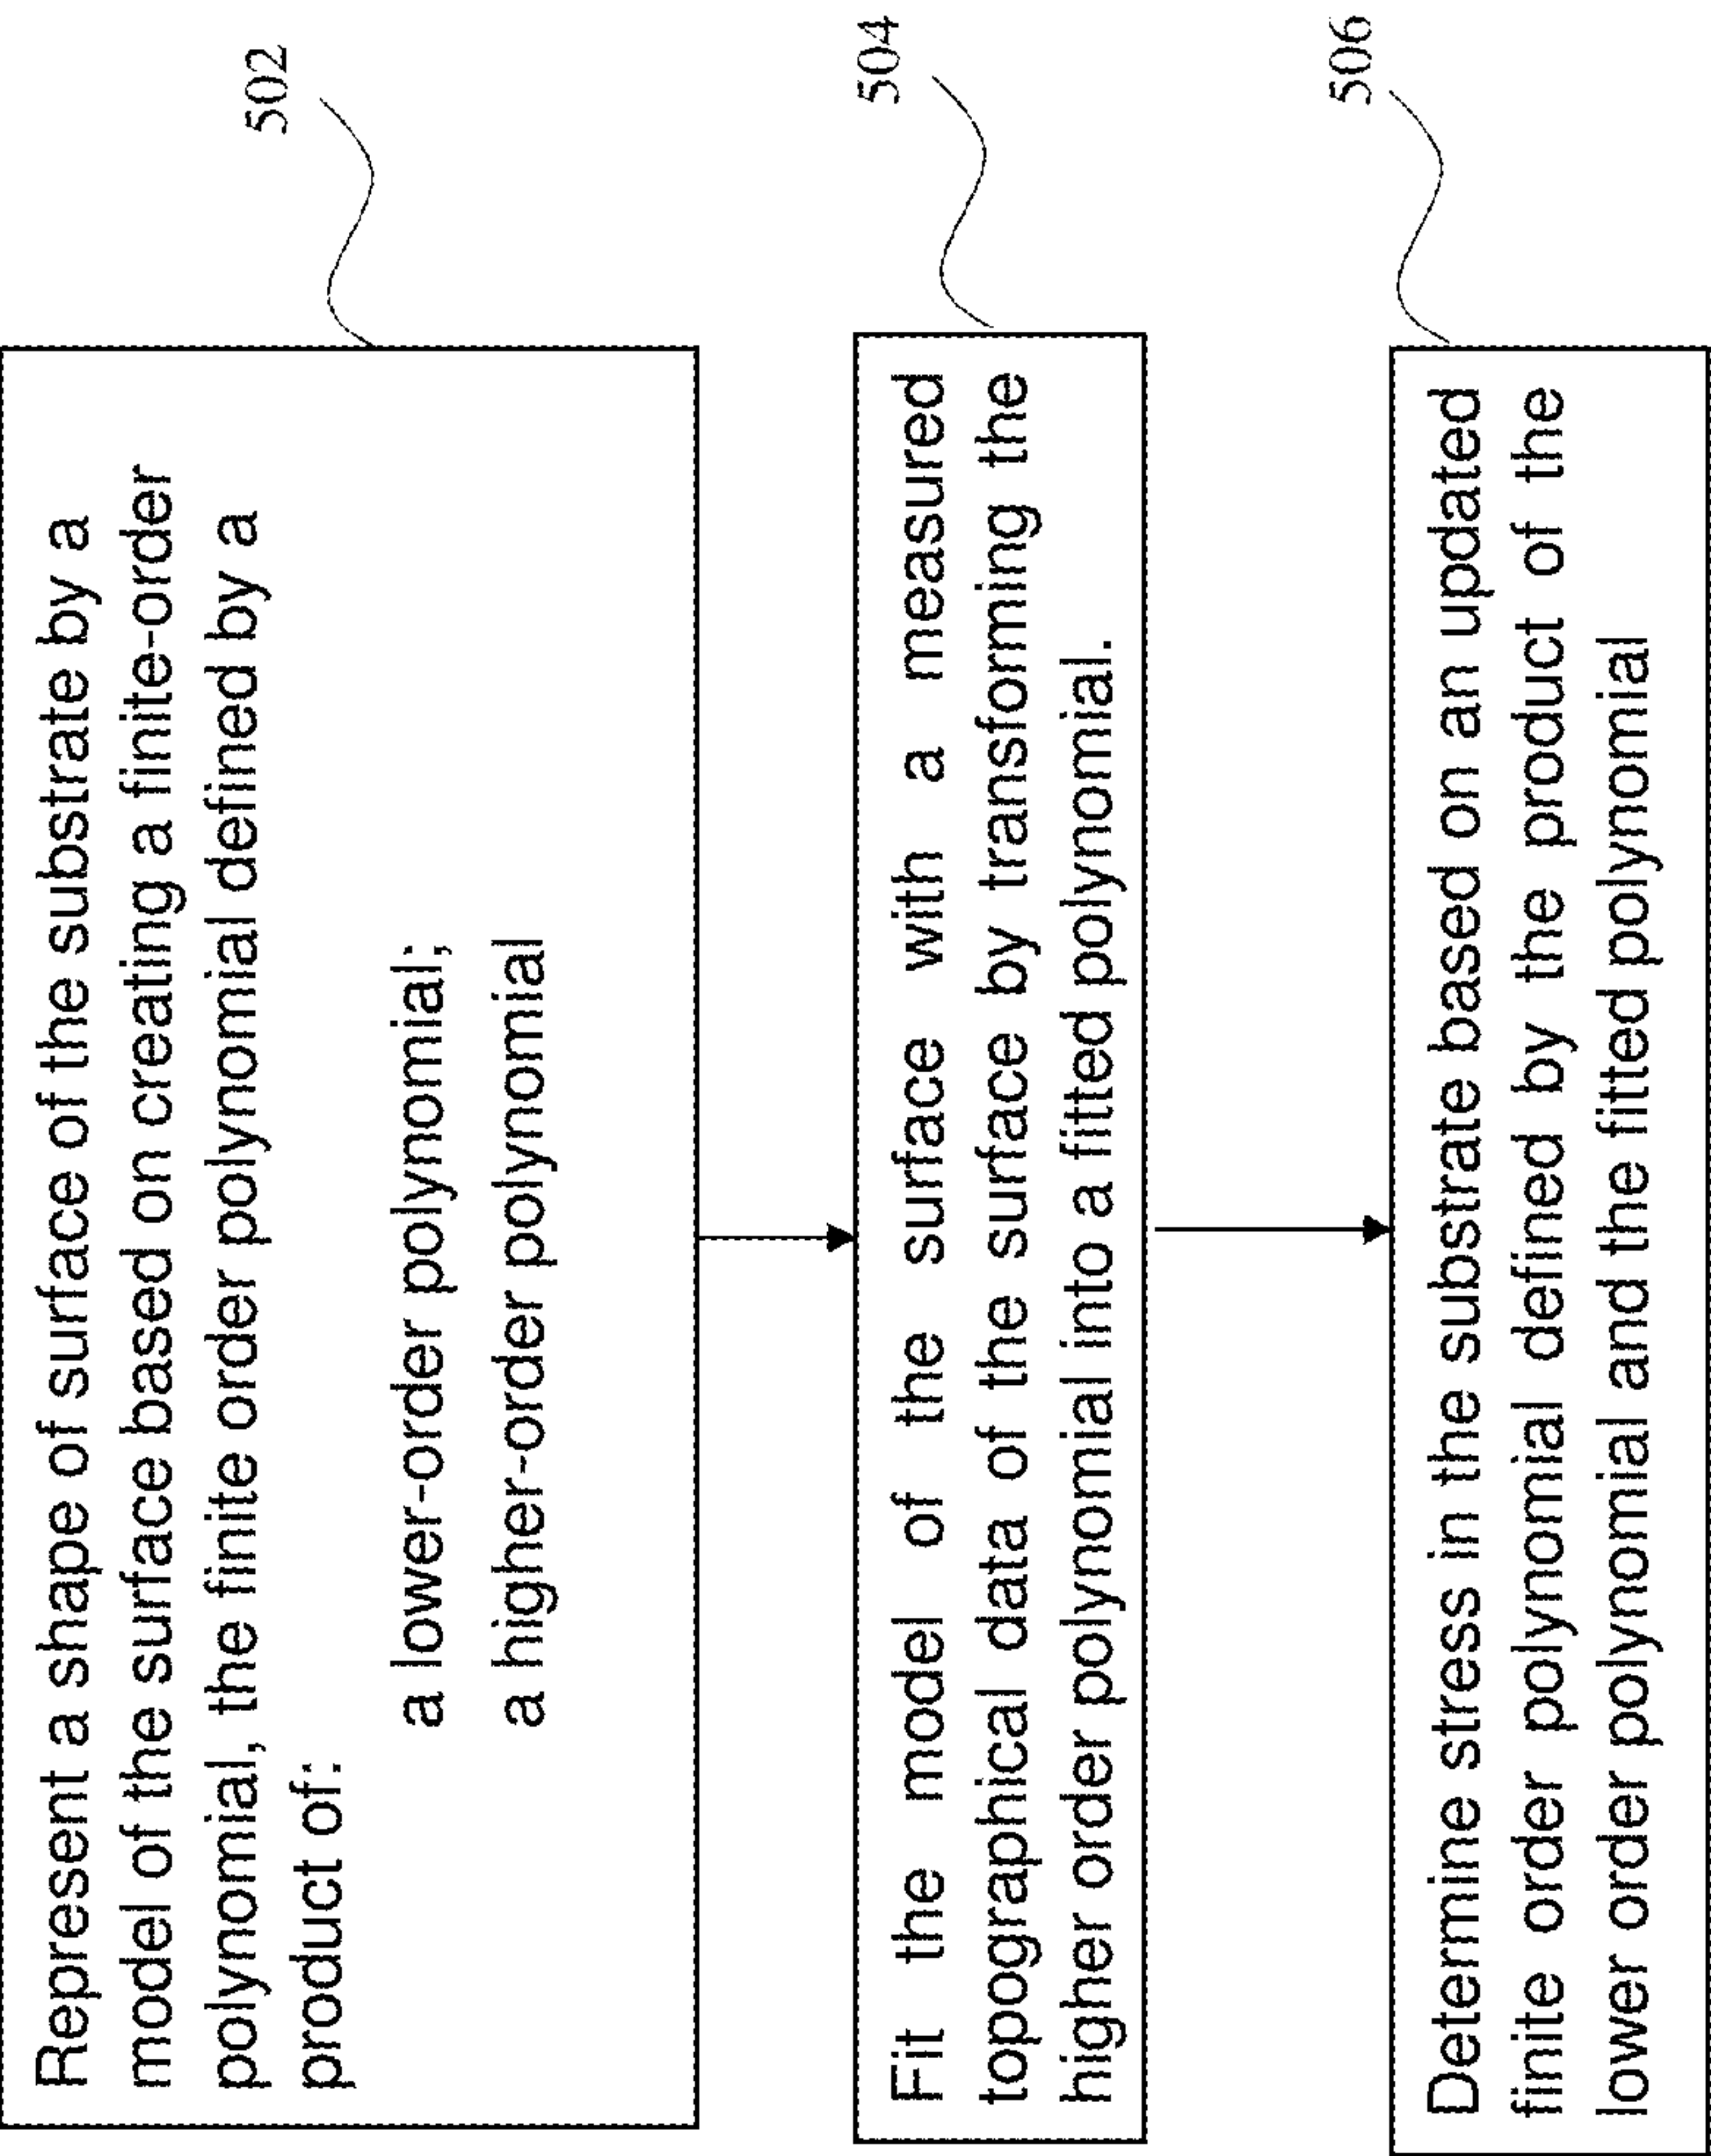 Represent a shape of surface of the substrate by a
model of the surface based on creating a finite-order
polynomial, the finite order polynomial defined by a
product of:
a lower-order polynomial;
a higher-order polynomial
502
Fit the model of the surface with a measured
topographical data of the surface by transforming the
higher order polynomial into a fitted polynomial.
504
Determine stress in the substrate based on an updated
finite order polynomial defined by the product of the
lower order polynomial and the fitted polynomial
506